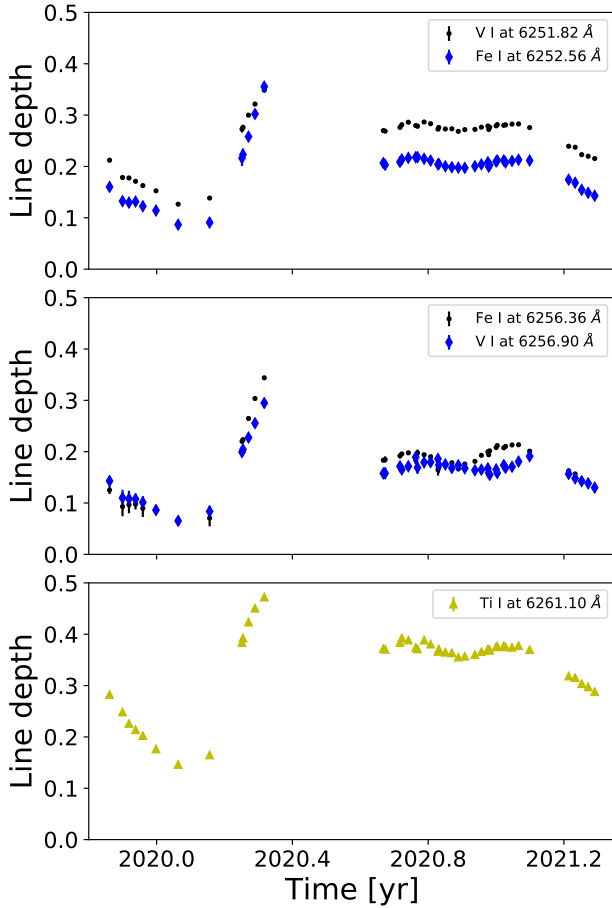 0.5
V I at 6251.82 Å
Fe I at 6252.56 Å
0.4
0.3
0.2
0.1
0.0
Line depth
0.5
Fe I at 6256.36 Å
V I at 6256.90 Å
0.4
0.3
0.2
0.1
0.0
Line depth
0.5
Ti I at 6261.10 Å
0.4
0.3
0.2
0.1
0.0
Line depth
2020.0 2020.4 2020.8 2021.2
Time [yr]